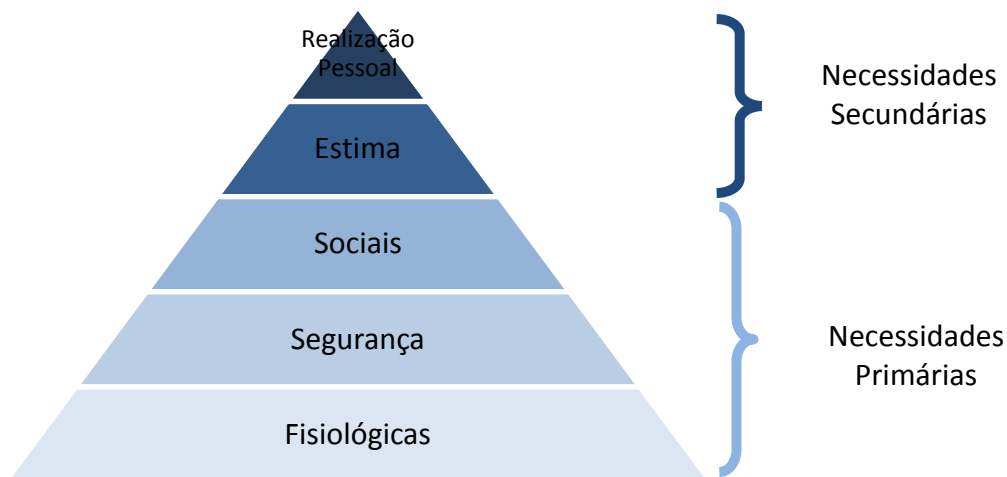 Realização
Pessoal
Estima
Sociais
Segurança
Fisiológicas
Necessidades
Secundárias
Necessidades
Primárias